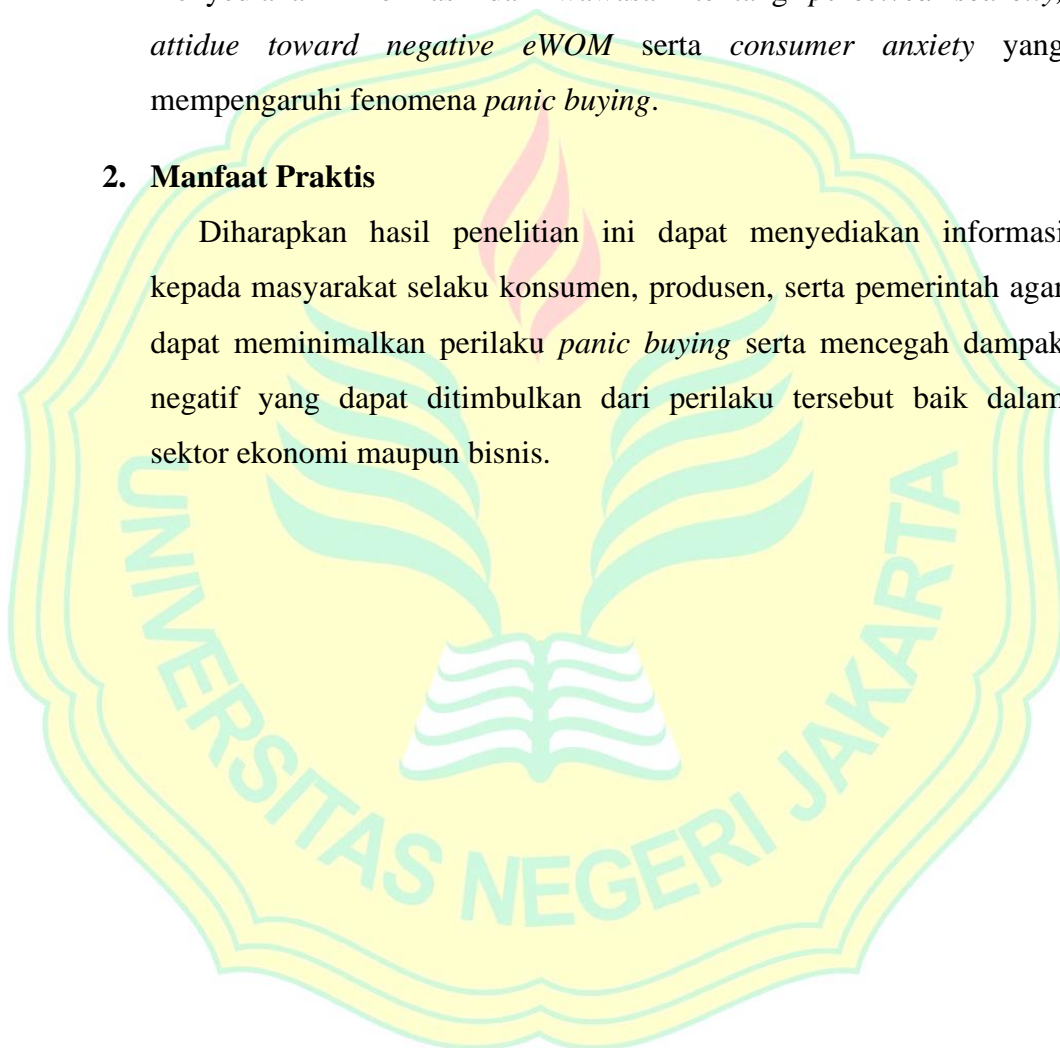 attidue toward negative eWOM serta consumer anxiety yang
mempengaruhi fenomena panic buying.
2. Manfaat Praktis
Diharapkan hasil penelitian ini dapat menyediakan informasi
kepada masyarakat selaku konsumen, produsen, serta pemerintah agar
dapat meminimalkan perilaku panic buying serta mencegah dampak
negatif yang dapat ditimbulkan dari perilaku tersebut baik dalam
sektor ekonomi maupun bisnis.
UNIVERSITAS NEGERI JAKARTA